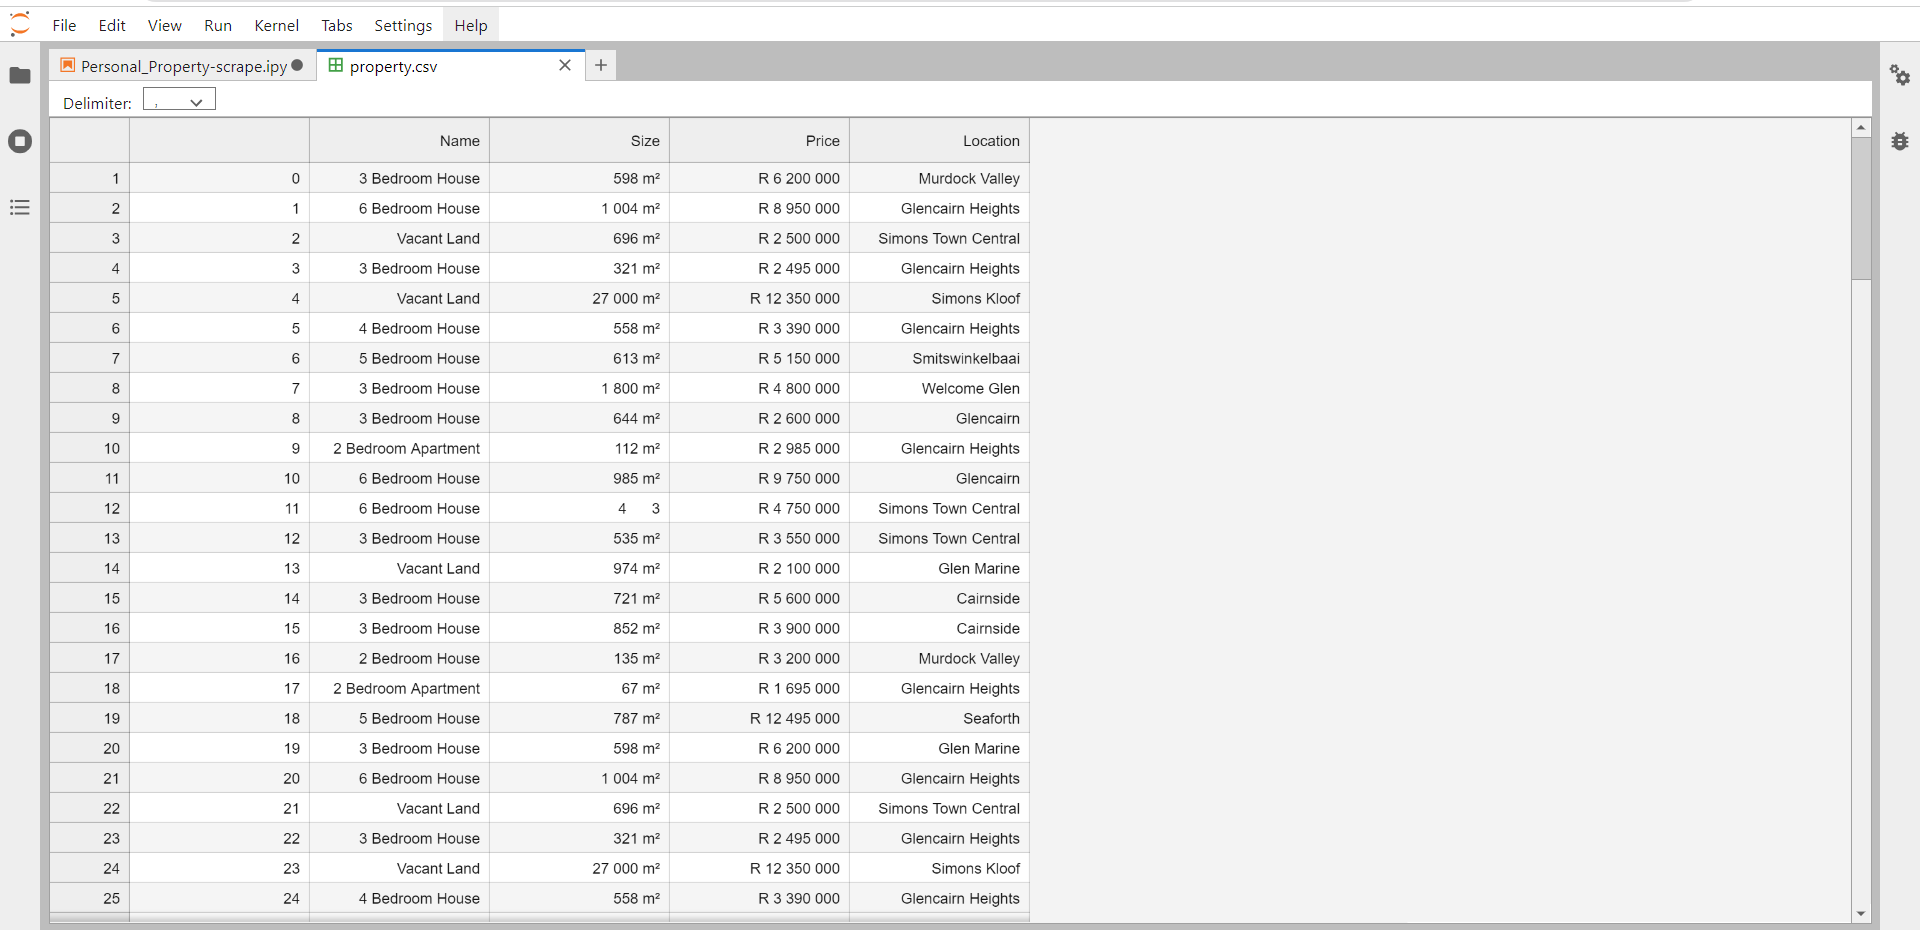 File Edit View Run Kernel Tabs Settings Help
Personal_Property-scrape.ipy property.csv
Delimiter: ,
Name Size Price Location
1 0 3 Bedroom House 598 m² R 6 200 000 Murdock Valley
2 1 6 Bedroom House 1 004 m² R 8 950 000 Glencairn Heights
3 2 Vacant Land 696 m² R 2 500 000 Simons Town Central
4 3 3 Bedroom House 321 m² R 2 495 000 Glencairn Heights
5 4 Vacant Land 27 000 m² R 12 350 000 Simons Kloof
6 5 4 Bedroom House 558 m² R 3 390 000 Glencairn Heights
7 6 5 Bedroom House 613 m² R 5 150 000 Smitswinkelbaai
8 7 3 Bedroom House 1 800 m² R 4 800 000 Welcome Glen
9 8 3 Bedroom House 644 m² R 2 600 000 Glencairn
10 9 2 Bedroom Apartment 112 m² R 2 985 000 Glencairn Heights
11 10 6 Bedroom House 985 m² R 9 750 000 Glencairn
12 11 6 Bedroom House 4 3 R 4 750 000 Simons Town Central
13 12 3 Bedroom House 535 m² R 3 550 000 Simons Town Central
14 13 Vacant Land 974 m² R 2 100 000 Glen Marine
15 14 3 Bedroom House 721 m² R 5 600 000 Cairnside
16 15 3 Bedroom House 852 m² R 3 900 000 Cairnside
17 16 2 Bedroom House 135 m² R 3 200 000 Murdock Valley
18 17 2 Bedroom Apartment 67 m² R 1 695 000 Glencairn Heights
19 18 5 Bedroom House 787 m² R 12 495 000 Seaforth
20 19 3 Bedroom House 598 m² R 6 200 000 Glen Marine
21 20 6 Bedroom House 1 004 m² R 8 950 000 Glencairn Heights
22 21 Vacant Land 696 m² R 2 500 000 Simons Town Central
23 22 3 Bedroom House 321 m² R 2 495 000 Glencairn Heights
24 23 Vacant Land 27 000 m² R 12 350 000 Simons Kloof
25 24 4 Bedroom House 558 m² R 3 390 000 Glencairn Heights